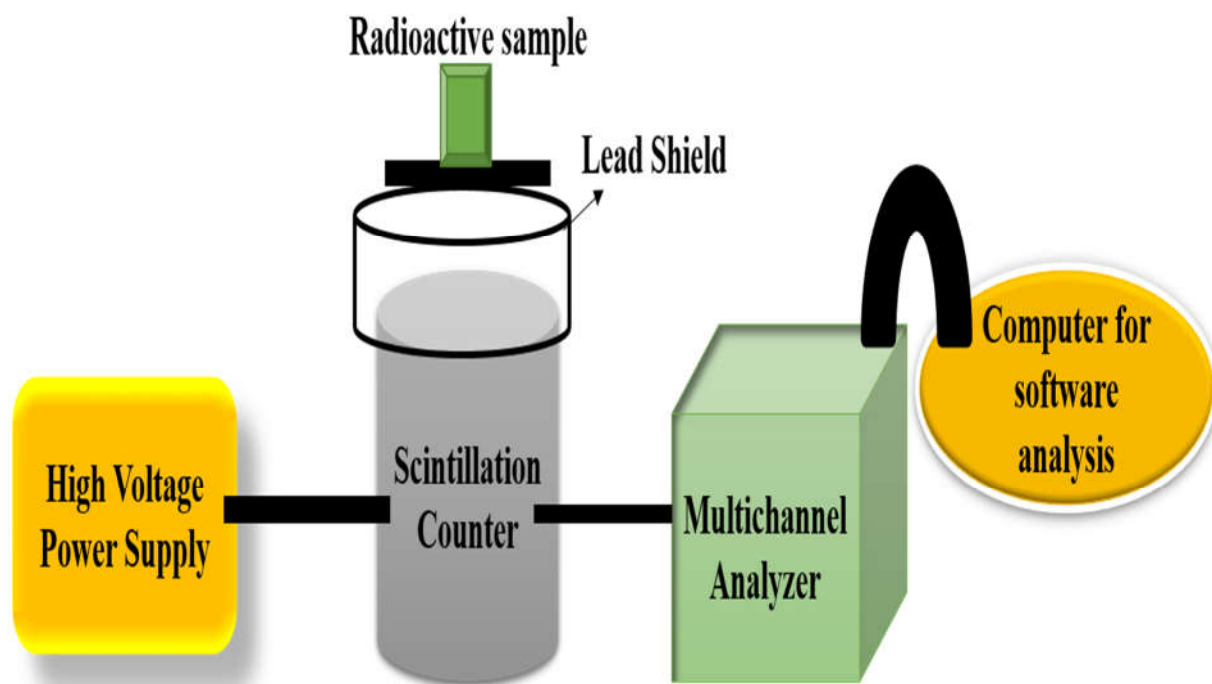 Radioactive sample
Lead Shield
High Voltage
Power Supply
Scintillation
Counter
Multichannel
Analyzer
Computer for
software
analysis